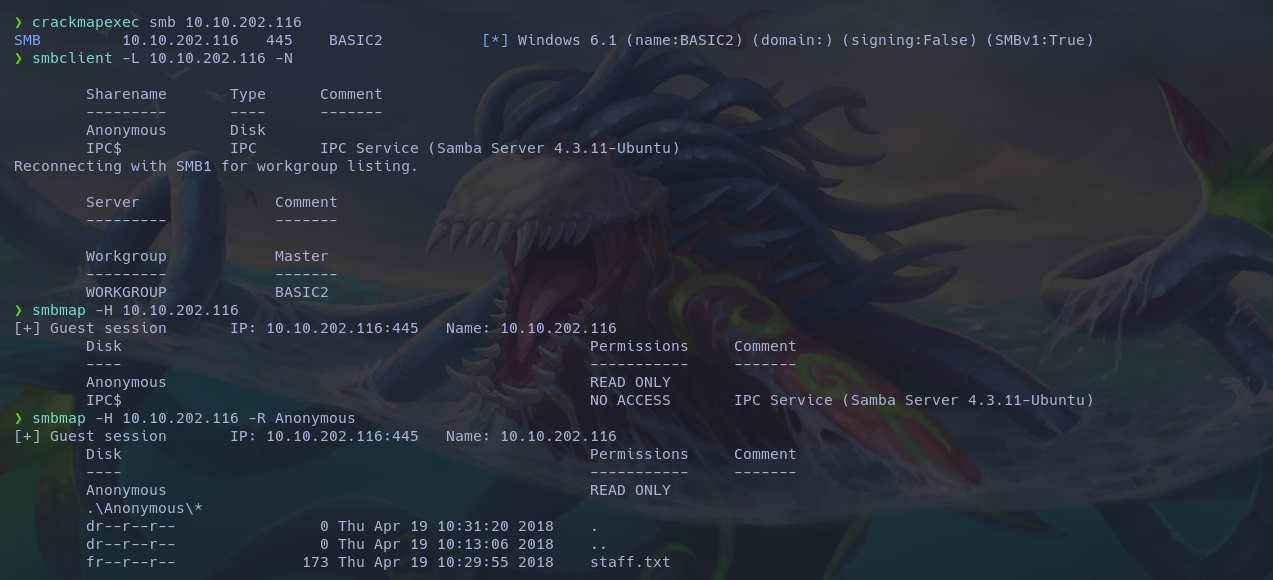 ❯ crackmapexec smb 10.10.202.116
SMB         10.10.202.116   445    BASIC2           [*] Windows 6.1 (name:BASIC2) (domain:) (signing:False) (SMBv1:True)
❯ smbclient -L 10.10.202.116 -N
        Sharename       Type      Comment
        ---------       ----      -------
        Anonymous       Disk
        IPC$            IPC       IPC Service (Samba Server 4.3.11-Ubuntu)
Reconnecting with SMB1 for workgroup listing.
        Server               Comment
        ---------            -------
        Workgroup            Master
        ---------            -------
        WORKGROUP            BASIC2
❯ smbmap -H 10.10.202.116
[+] Guest session       IP: 10.10.202.116:445   Name: 10.10.202.116
        Disk                                                    Permissions     Comment
        ----                                                    -----------     -------
        Anonymous                                               READ ONLY
        IPC$                                                    NO ACCESS       IPC Service (Samba Server 4.3.11-Ubuntu)
❯ smbmap -H 10.10.202.116 -R Anonymous
[+] Guest session       IP: 10.10.202.116:445   Name: 10.10.202.116
        Disk                                                    Permissions     Comment
        ----                                                    -----------     -------
        Anonymous                                               READ ONLY
        .\Anonymous\*
        dr--r--r--                0 Thu Apr 19 10:31:20 2018    .
        dr--r--r--                0 Thu Apr 19 10:13:06 2018    ..
        fr--r--r--              173 Thu Apr 19 10:29:55 2018    staff.txt